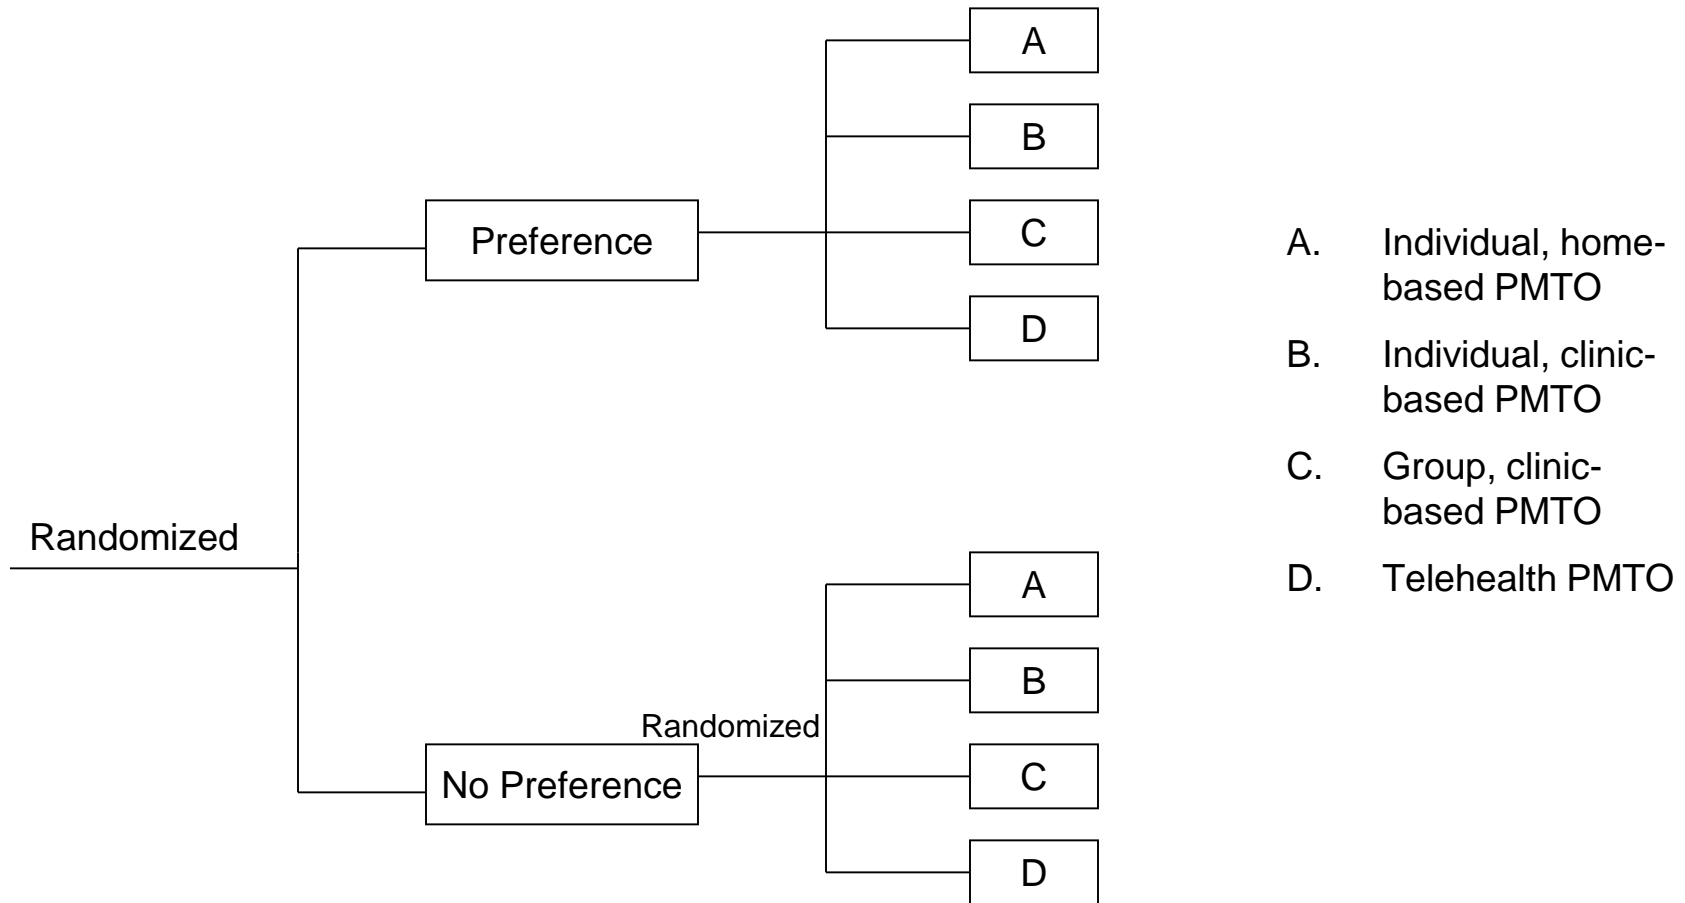 A
B
Preference
C
D
Randomized
A
B
Randomized
No Preference
C
D
A. Individual, home-
based PMTO
B. Individual, clinic-
based PMTO
C. Group, clinic-
based PMTO
D. Telehealth PMTO